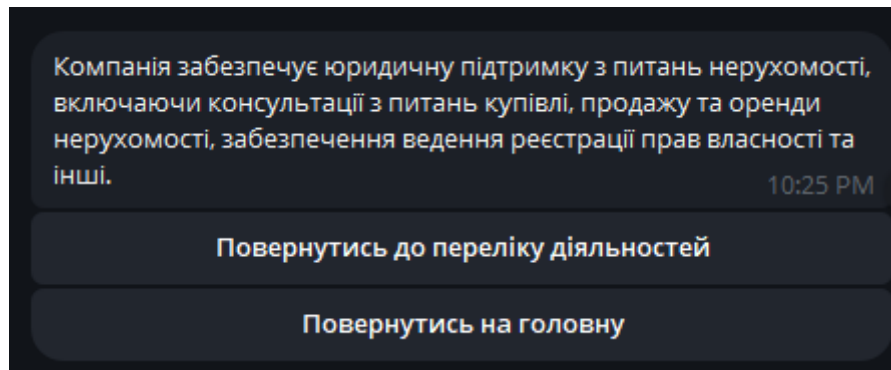 Компанія забезпечує юридичну підтримку з питань нерухомості,
включаючи консультації з питань купівлі, продажу та оренди
нерухомості, забезпечення ведення реєстрації прав власності та
інші.
10:25 PM
Повернутись до переліку діяльностей
Повернутись на головну